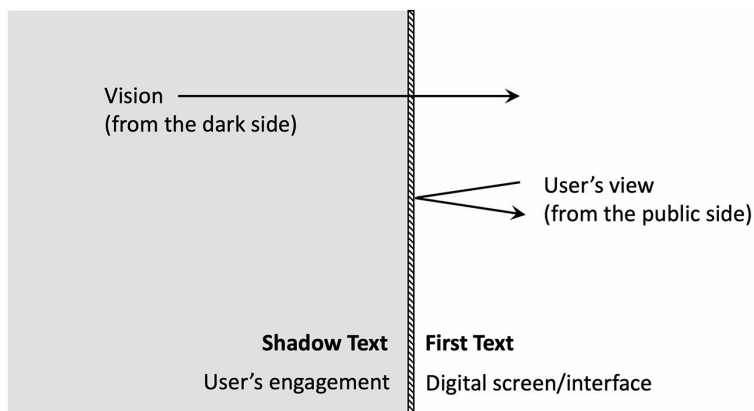 Vision
(from the dark side)
User’s view
(from the public side)
Shadow Text
First Text
User’s engagement
Digital screen/interface